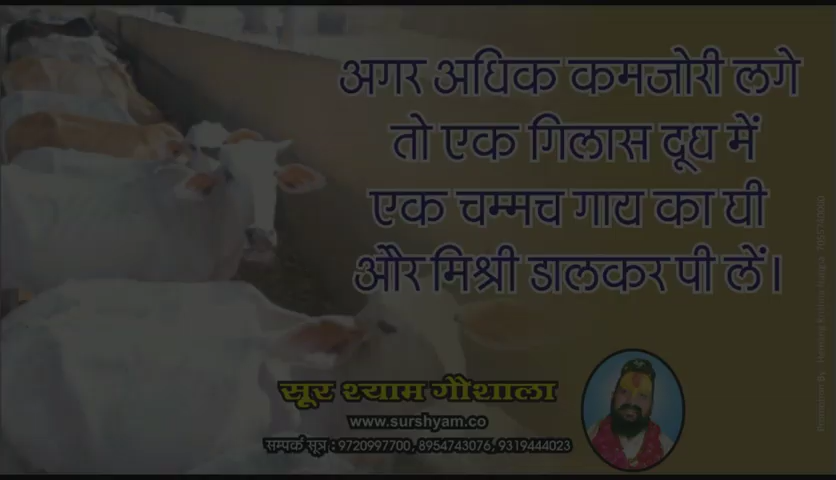 अगर अधिक कमजोरी लगे
तो एक गिलास दूध में
एक चम्मच गाय का घी
और मिश्री डालकर पी लें।
सूर श्याम गौशाला
www.surshyam.co
सम्पर्क सूत्र : 9720997700, 8954743076, 9319444023